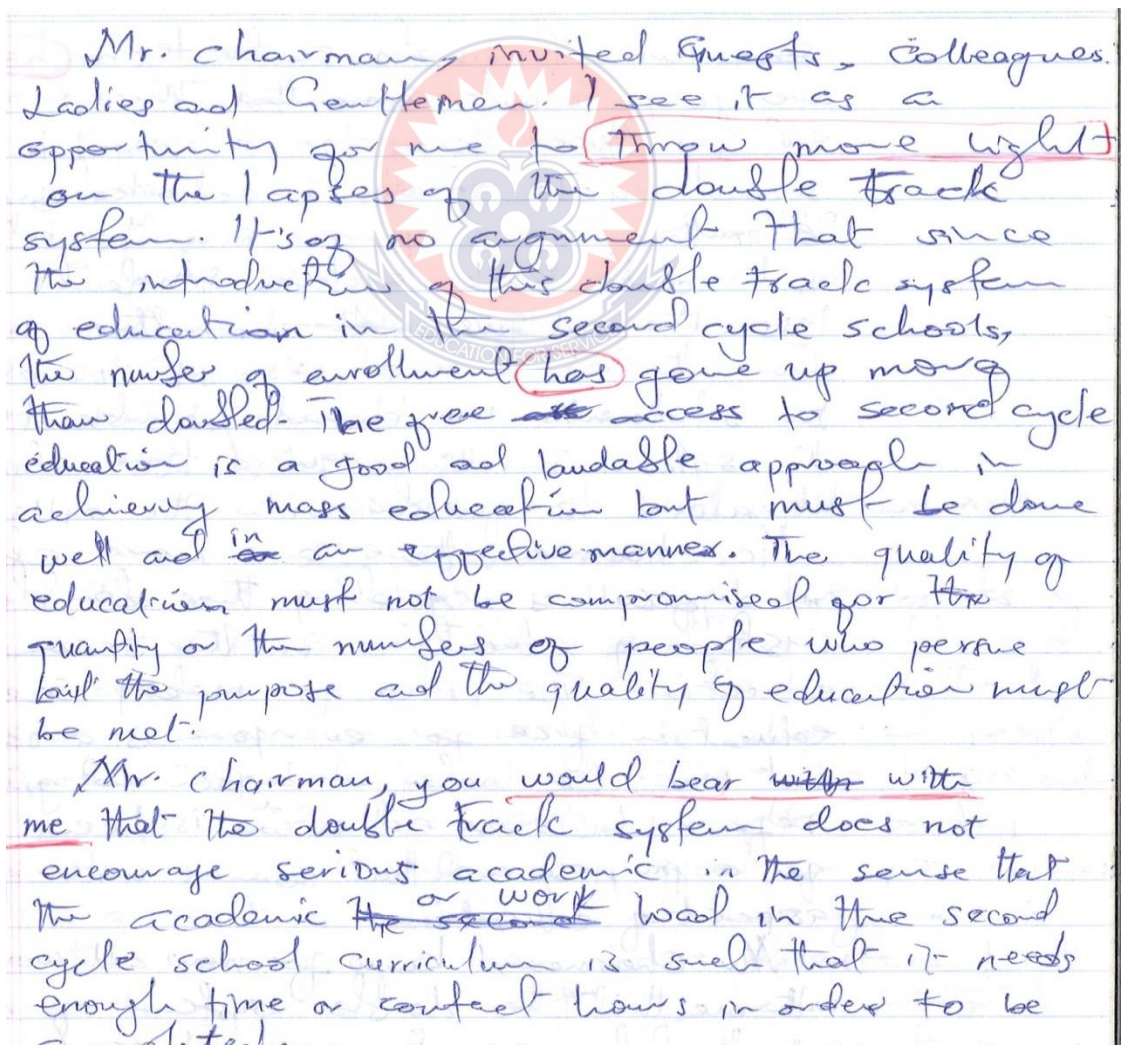 Mr. chairman, invited Guests, Colleagues.
Ladies and Gentlemen. I see it as a
opportunity for me to throw more light
on the lapses of the double track
system. It's of no argument that since
the introduction of this double track system
of education in the second cycle schools,
the number of enrollment has gone up more
than doubled. The free access to second cycle
education is a good and laudable approach in
achieving mass education but must be done
well and in an effective manner. The quality of
education must not be compromised for the
quantity or the numbers of people who persue
but the purpose and the quality of education must
be met.
Mr. chairman, you would bear with with
me that the double track system does not
encourage serious academic in the sense that
the academic or work load in the second
cycle school curriculum is such that it needs
enough time or contact hours in order to be
EDUCATION FOR SERVICE